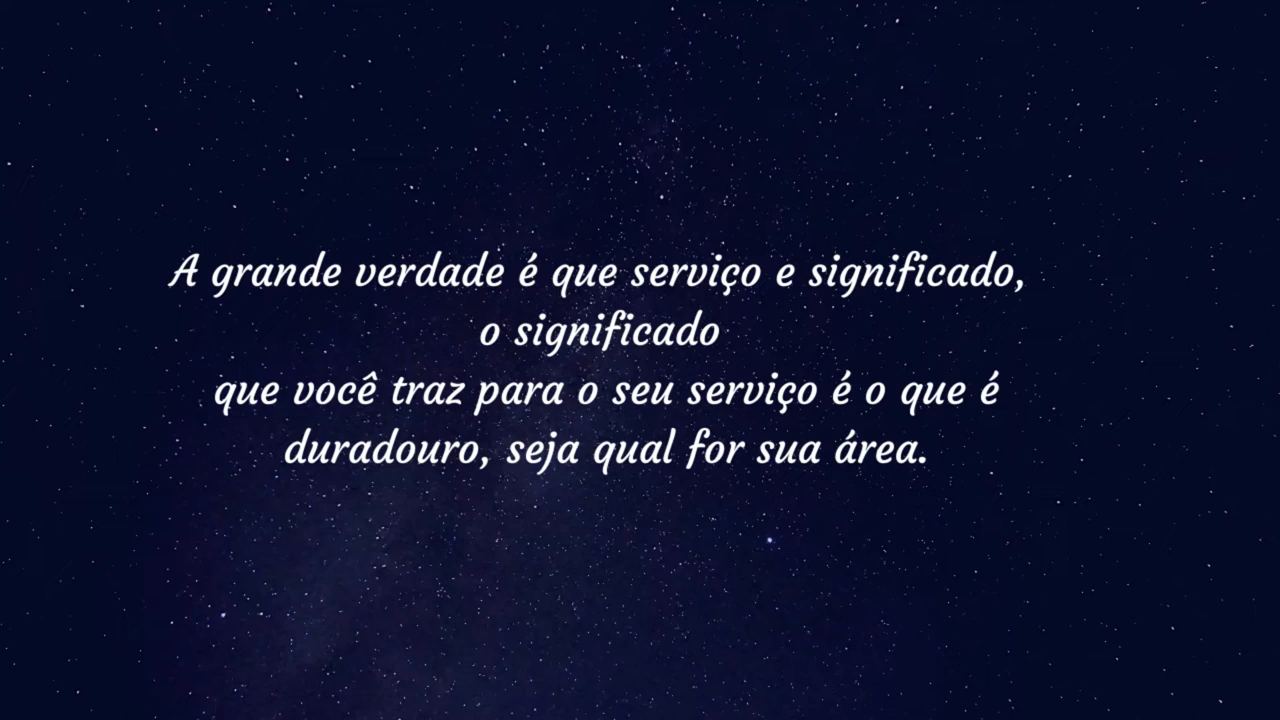 A grande verdade é que serviço e significado,
o significado
que você traz para o seu serviço é o que é
duradouro, seja qual for sua área.